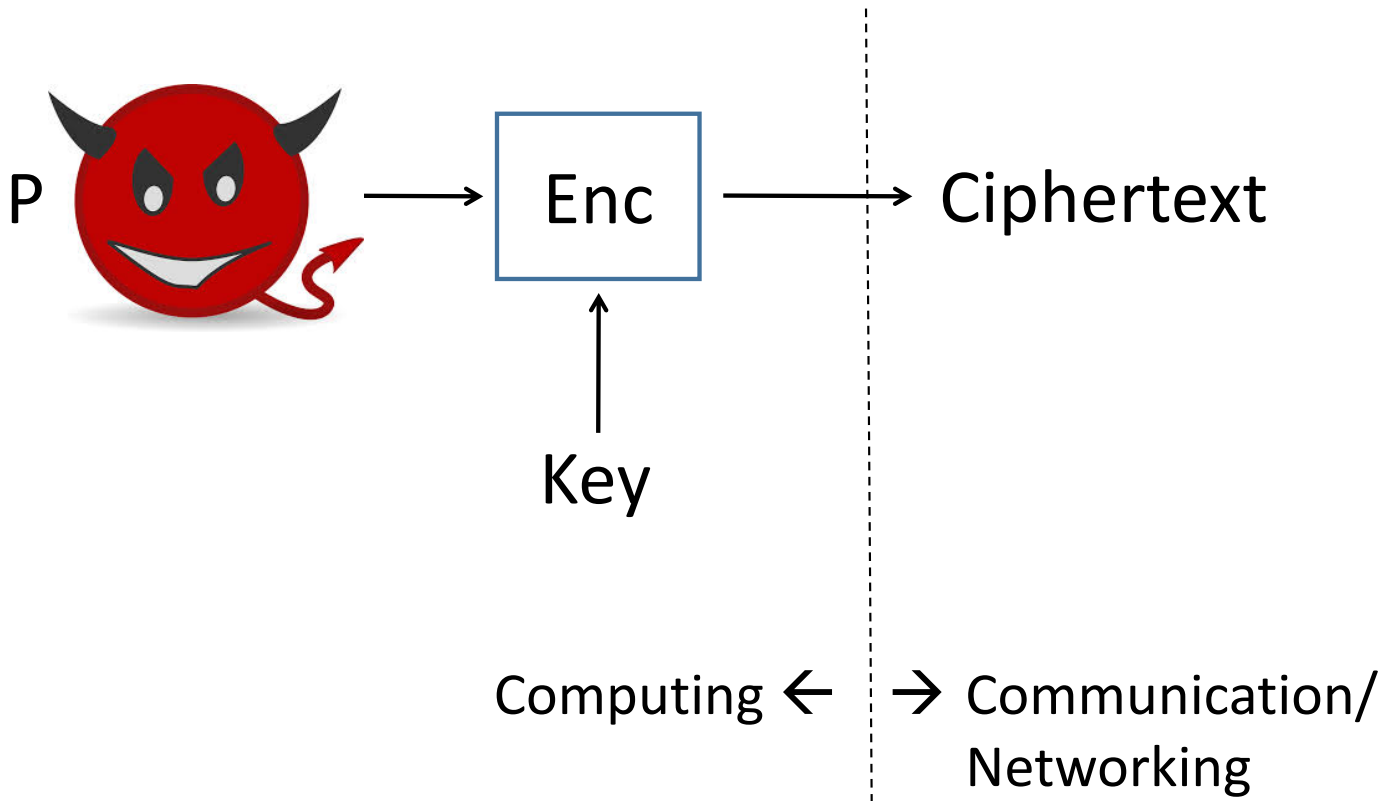 P
Enc
Ciphertext
Key
Computing ← → Communication/
Networking